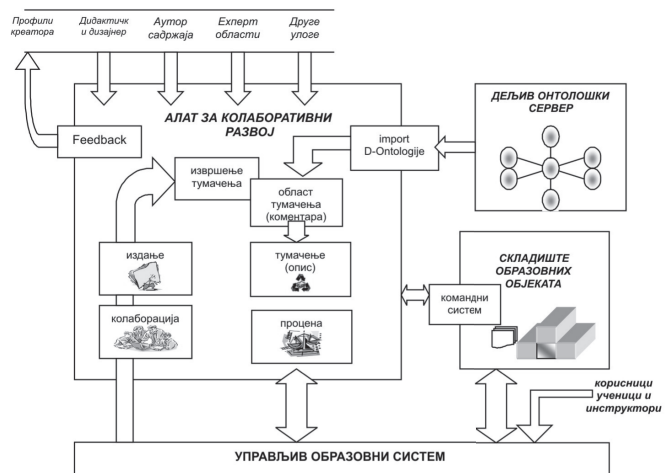 Профили
креатора
Дидактичк
и дизајнер
Аутор
садржаја
Ехперт
области
Друге
улоге
АЛАТ ЗА КОЛАБОРАТИВНИ
РАЗВОЈ
ДЕЉИВ ОНТОЛОШКИ
СЕРВЕР
Feedback
import
D-Ontologije
извршење
тумачења
област
тумачења
(коментара)
издање
тумачење
(опис)
СКЛАДИШТЕ
ОБРАЗОВНИХ
ОБЈЕКАТА
командни
систем
колаборација
процена
корисници
ученици и
инструктори
УПРАВЉИВ ОБРАЗОВНИ СИСТЕМ